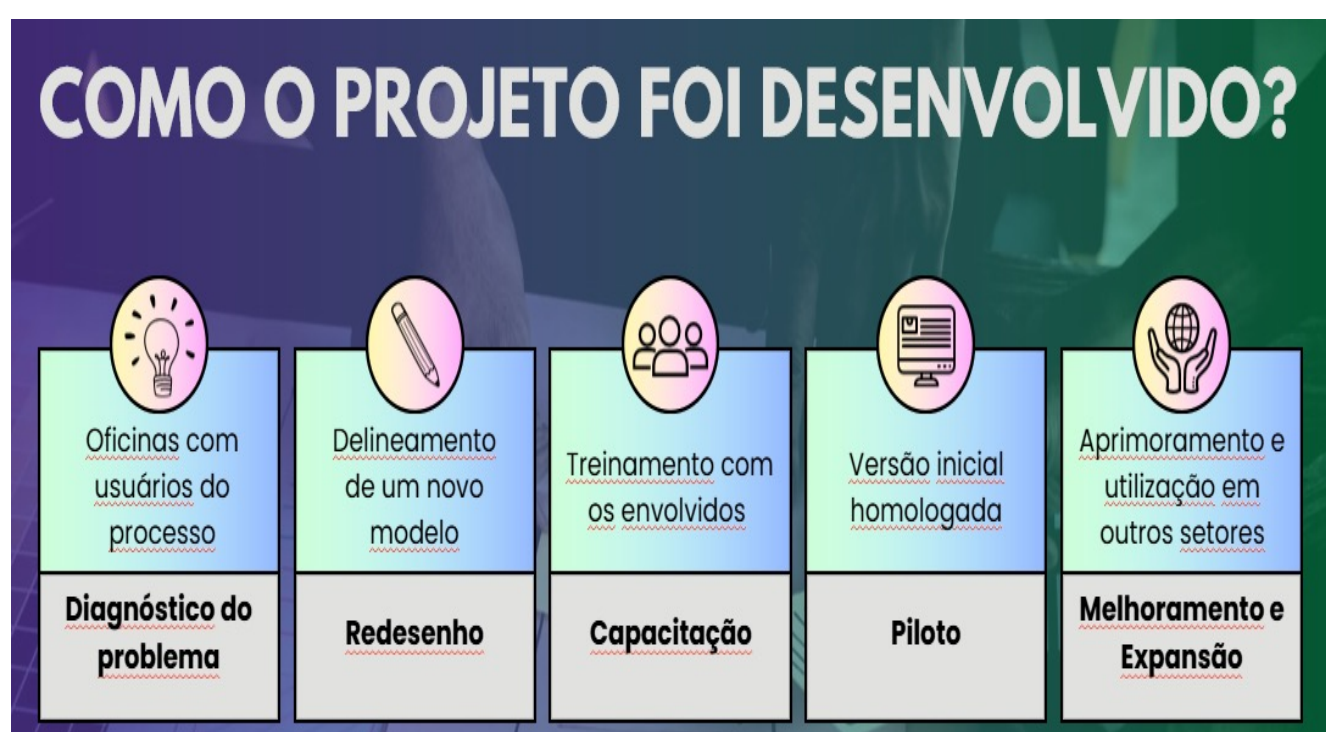 COMO O PROJETO FOI DESENVOLVIDO?
Oficinas com
usuários do
processo
Diagnóstico do
problema
Delineamento
de um novo
modelo
Redesenho
Treinamento com
os envolvidos
Capacitação
Versão inicial
homologada
Piloto
Aprimoramento e
utilização em
outros setores
Melhoramento e
Expansão